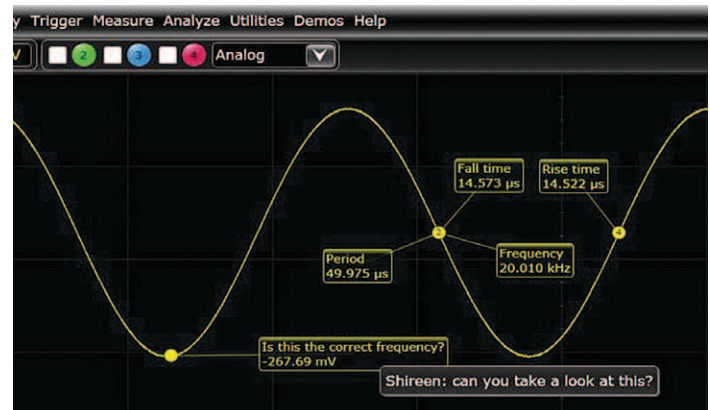 y Trigger Measure Analyze Utilities Demos Help
V 2 3 4 Analog
Fall time
14.573 µs
Rise time
14.522 µs
2
4
Period
49.975 µs
Frequency
20.010 kHz
Is this the correct frequency?
-267.69 mV
Shireen: can you take a look at this?